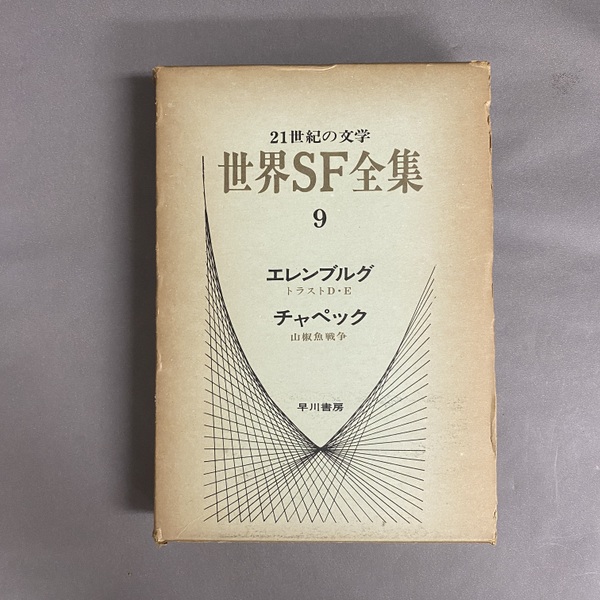 21世紀の文学
世界SF全集
9
エレンブルグ
トラストD・E
チャペック
山椒魚戦争
早川書房